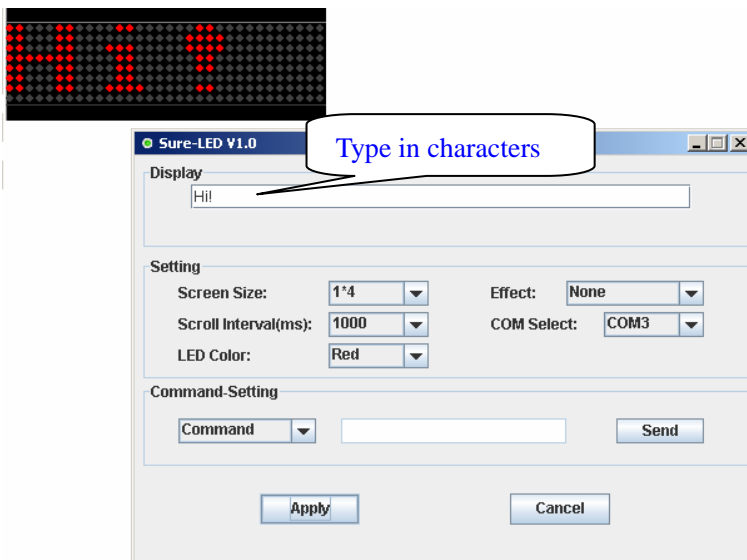 Hi!
Sure-LED V1.0
Type in characters
Display
Hi!
Setting
Screen Size: 1*4 Effect: None
Scroll Interval(ms): 1000 COM Select: COM3
LED Color: Red
Command-Setting
Command Send
Apply Cancel